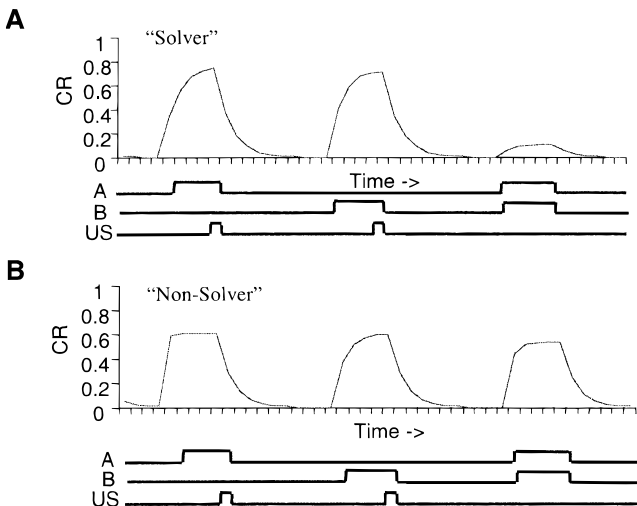 A
“Solver”
1
0.8
0.6
0.4
0.2
0
CR
Time ->
A
B
US
B
“Non-Solver”
1
0.8
0.6
0.4
0.2
0
CR
Time ->
A
B
US